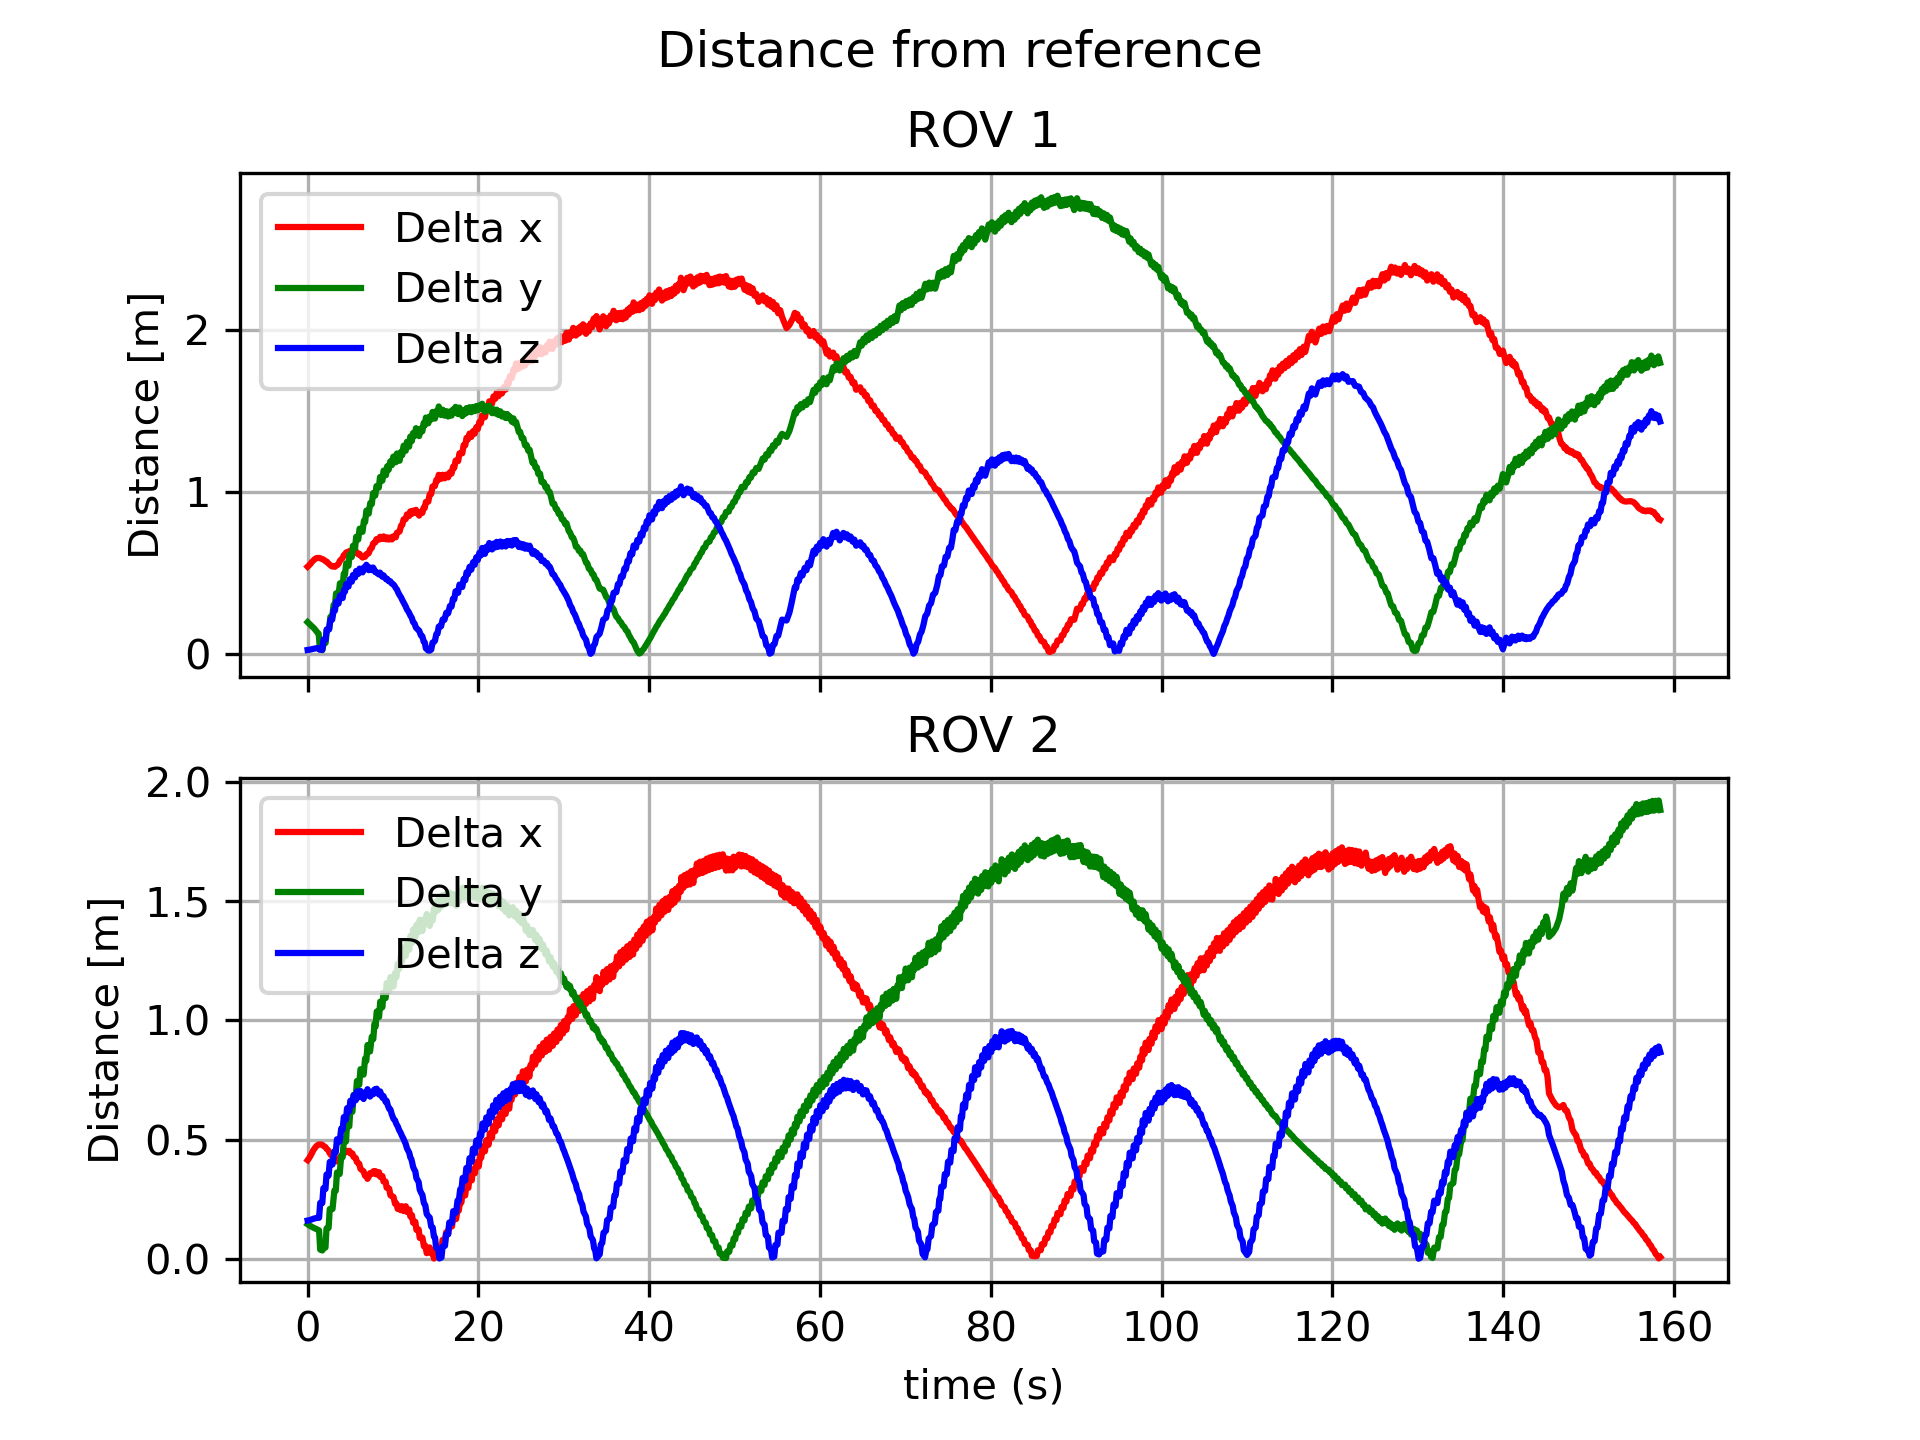 Distance from reference
ROV 1
Delta x
Delta y
Delta z
Distance [m]
2
1
0
ROV 2
Delta x
Delta y
Delta z
Distance [m]
2.0
1.5
1.0
0.5
0.0
0 20 40 60 80 100 120 140 160
time (s)